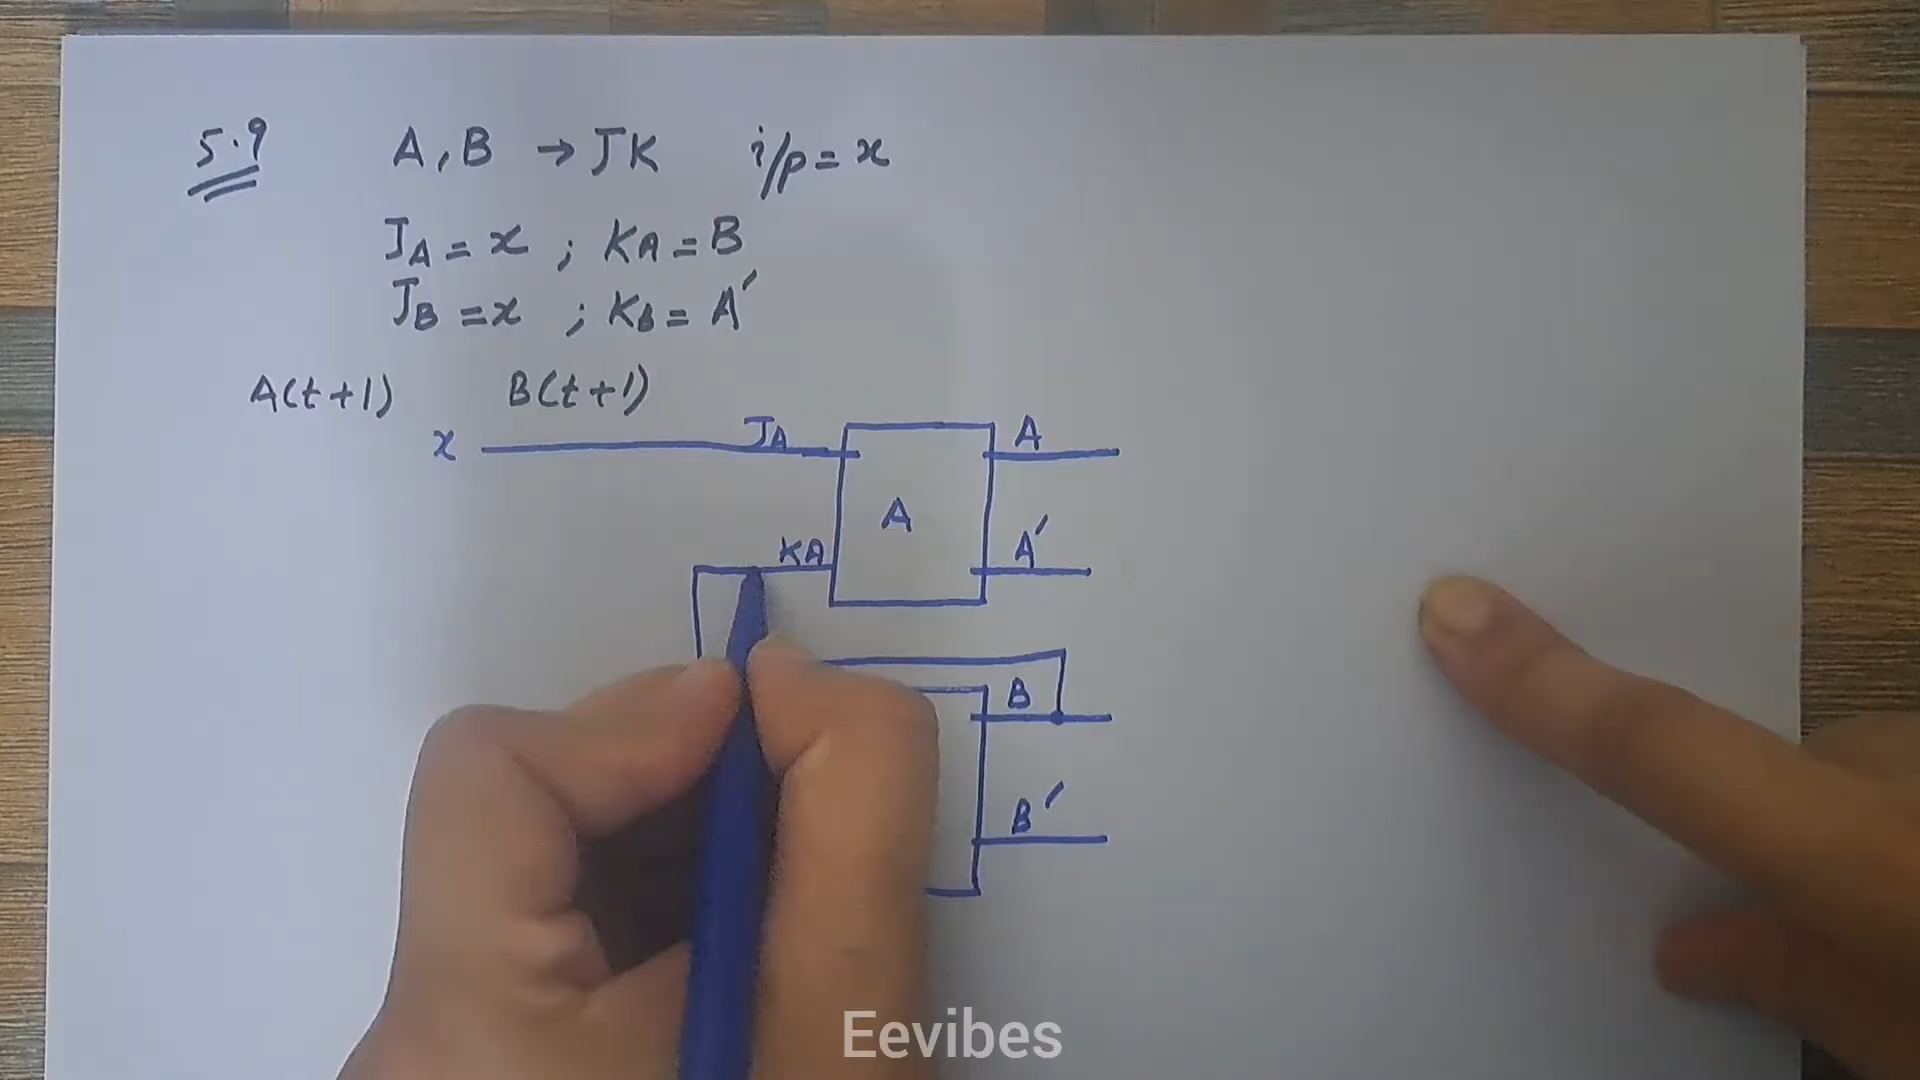 5.9 A,B → JK i/p = x
JA = x ; KA = B
JB = x ; KB = A′
A(t+1) B(t+1)
x JA A
A
KA A′
B
B′
Eevibes